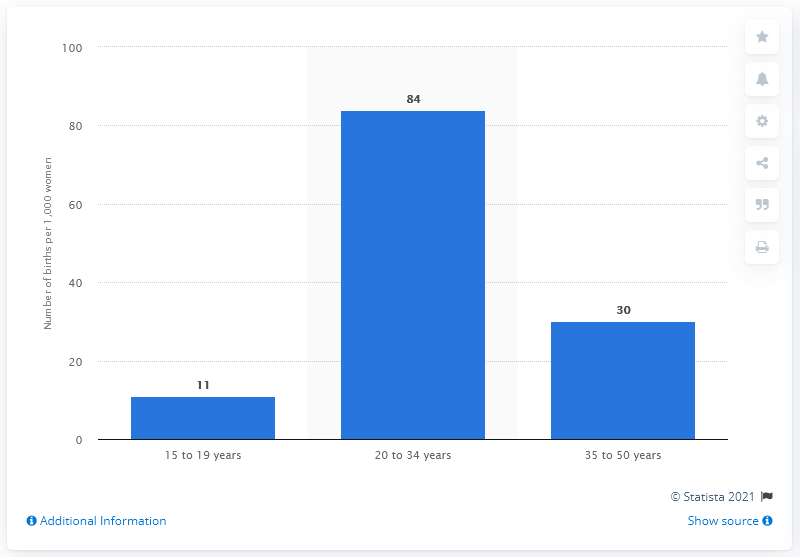 100
80
60
40
20
0
Number of births per 1,000 women
11
84
30
15 to 19 years
20 to 34 years
35 to 50 years
© Statista 2021
Additional Information
Show source